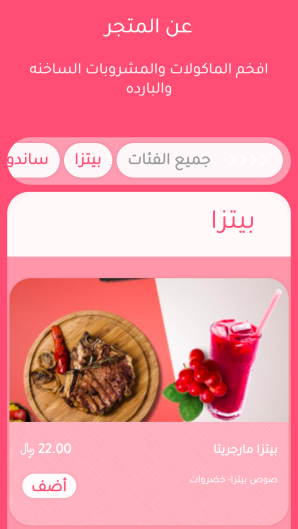 عن المتجر
افخم الماكولات والمشروبات الساخنه
والبارده
جميع الفئات
بيتزا
ساندو
بيتزا
بيتزا مارجريتا
22.00 ﷼
صوص بيتزا- خضروات
أضف